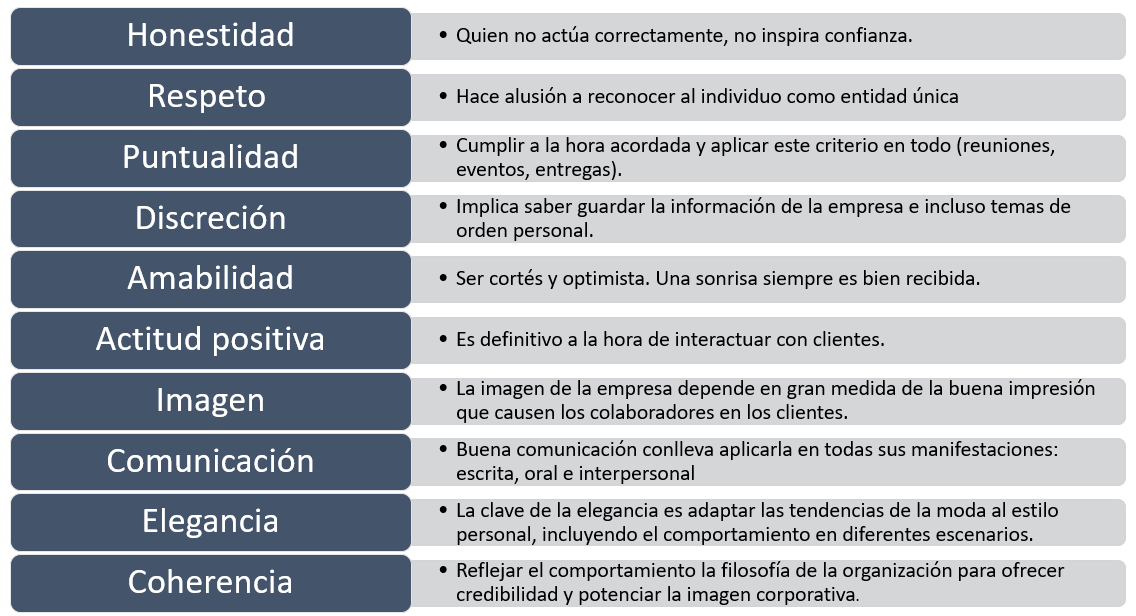 Honestidad
• Quien no actúa correctamente, no inspira confianza.
Respeto
• Hace alusión a reconocer al individuo como entidad única
Puntualidad
• Cumplir a la hora acordada y aplicar este criterio en todo (reuniones,
eventos, entregas).
Discreción
• Implica saber guardar la información de la empresa e incluso temas de
orden personal.
Amabilidad
• Ser cortés y optimista. Una sonrisa siempre es bien recibida.
Actitud positiva
• Es definitivo a la hora de interactuar con clientes.
Imagen
• La imagen de la empresa depende en gran medida de la buena impresión
que causen los colaboradores en los clientes.
Comunicación
• Buena comunicación conlleva aplicarla en todas sus manifestaciones:
escrita, oral e interpersonal
Elegancia
• La clave de la elegancia es adaptar las tendencias de la moda al estilo
personal, incluyendo el comportamiento en diferentes escenarios.
Coherencia
• Reflejar el comportamiento la filosofía de la organización para ofrecer
credibilidad y potenciar la imagen corporativa.